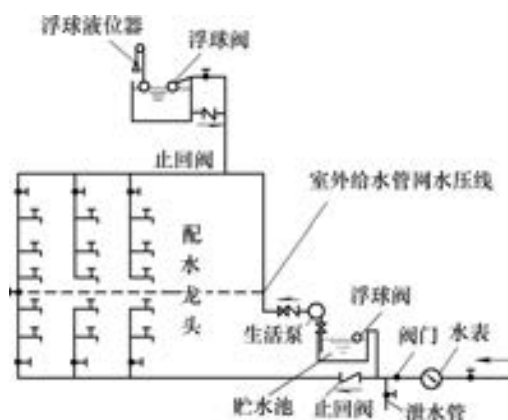 浮球液位器
浮球阀
止回阀
室外给水管网水压线
配水龙头
浮球阀
生活泵
阀门
水表
贮水池
止回阀
泄水管